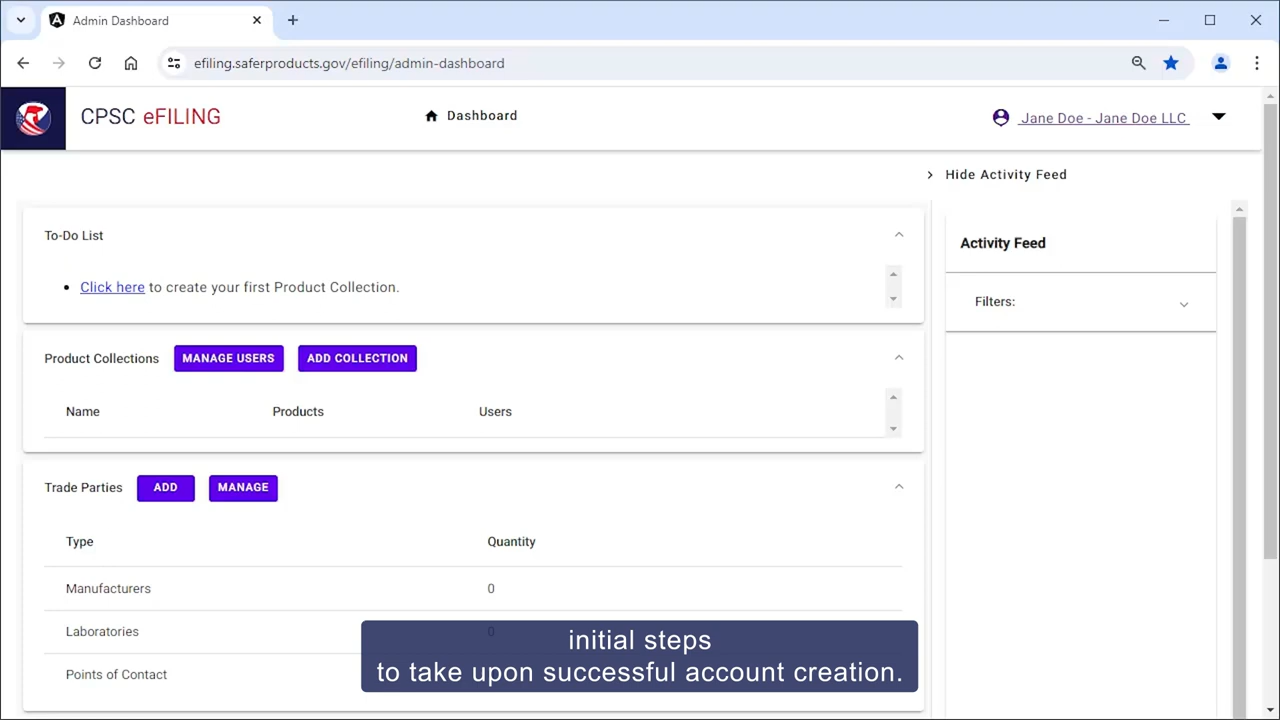 Admin Dashboard
efiling.saferproducts.gov/efiling/admin-dashboard
CPSC eFILING
Dashboard
Jane Doe - Jane Doe LLC
Hide Activity Feed
To-Do List
Click here to create your first Product Collection.
Product Collections MANAGE USERS ADD COLLECTION
Name Products Users
Trade Parties ADD MANAGE
Type Quantity
Manufacturers 0
Laboratories 0
Points of Contact
Activity Feed
Filters:
initial steps
to take upon successful account creation.